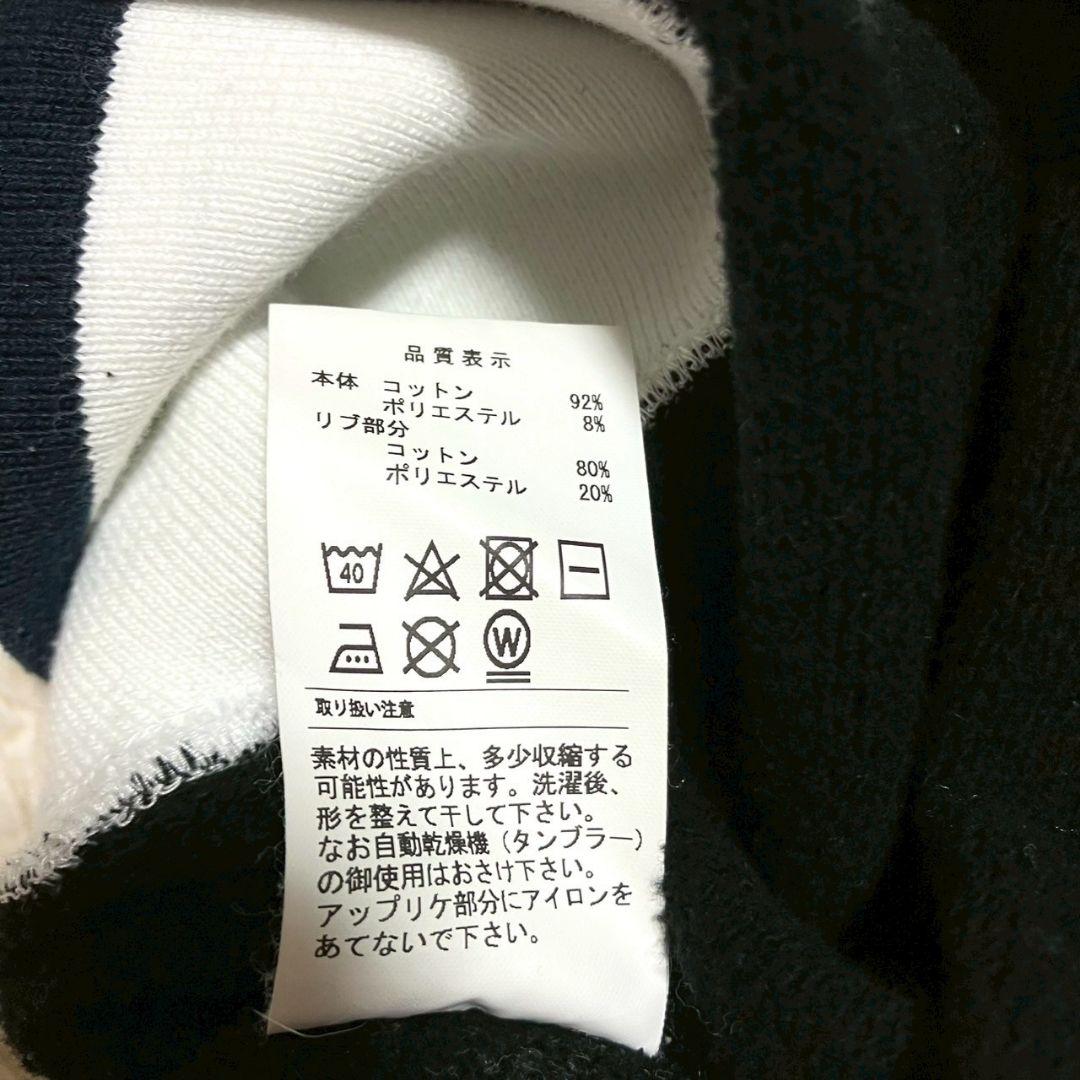 品質表示
本体 コットン 92%
ポリエステル 8%
リブ部分
コットン 80%
ポリエステル 20%
40
W
取り扱い注意
素材の性質上、多少収縮する
可能性があります。洗濯後、
形を整えて干して下さい。
なお自動乾燥機(タンブラー)
の御使用はおさけ下さい。
アップリケ部分にアイロンを
あてないで下さい。